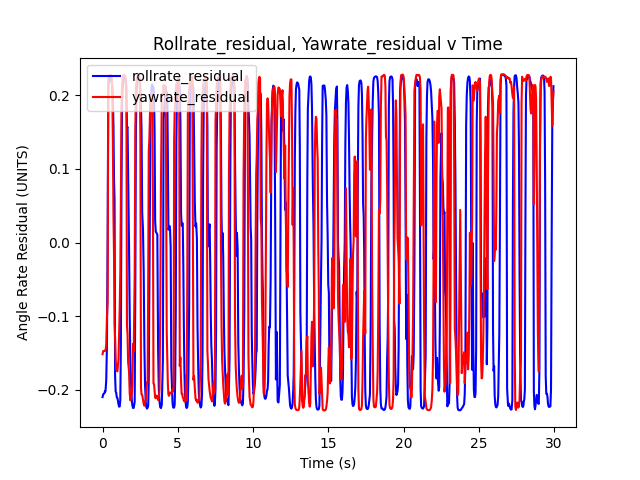 Rollrate_residual, Yawrate_residual v Time
rollrate_residual
yawrate_residual
Angle Rate Residual (UNITS)
0.2
0.1
0.0
−0.1
−0.2
0 5 10 15 20 25 30
Time (s)